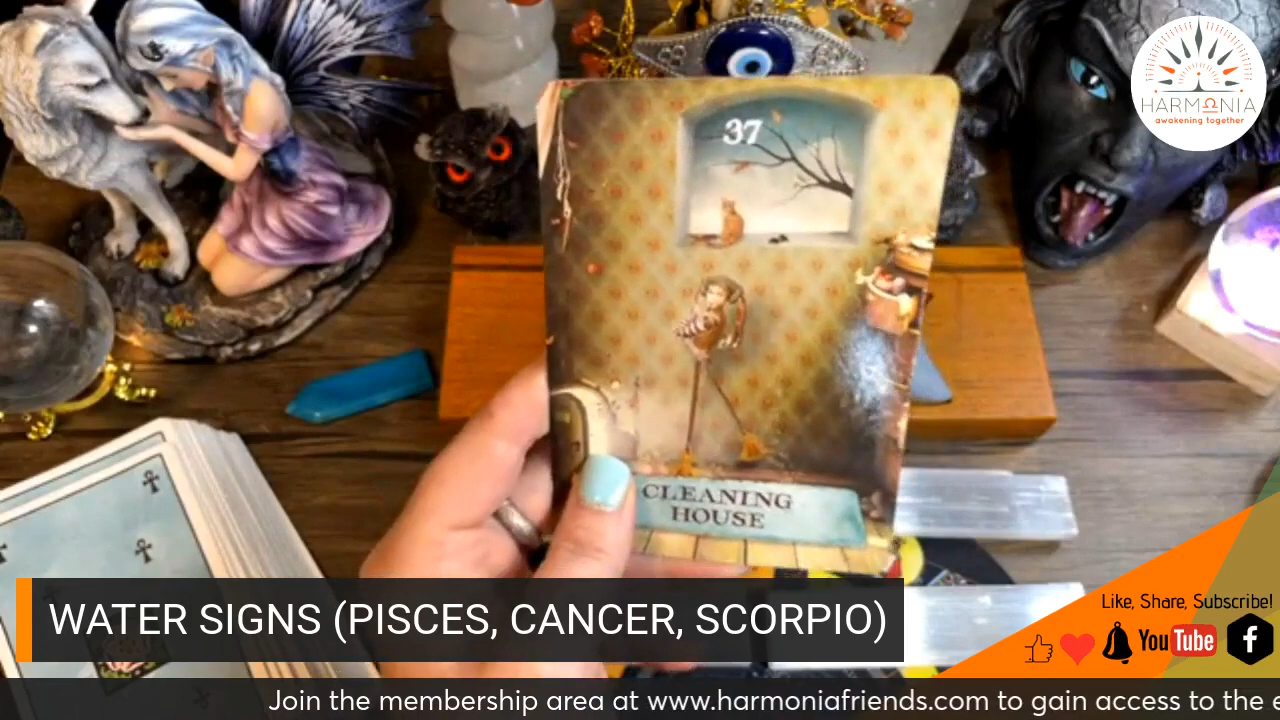 37
HARMONIA
awakening together
CLEANING
HOUSE
WATER SIGNS (PISCES, CANCER, SCORPIO)
Like, Share, Subscribe!
YouTube
f
Join the membership area at www.harmoniafriends.com to gain access to the e